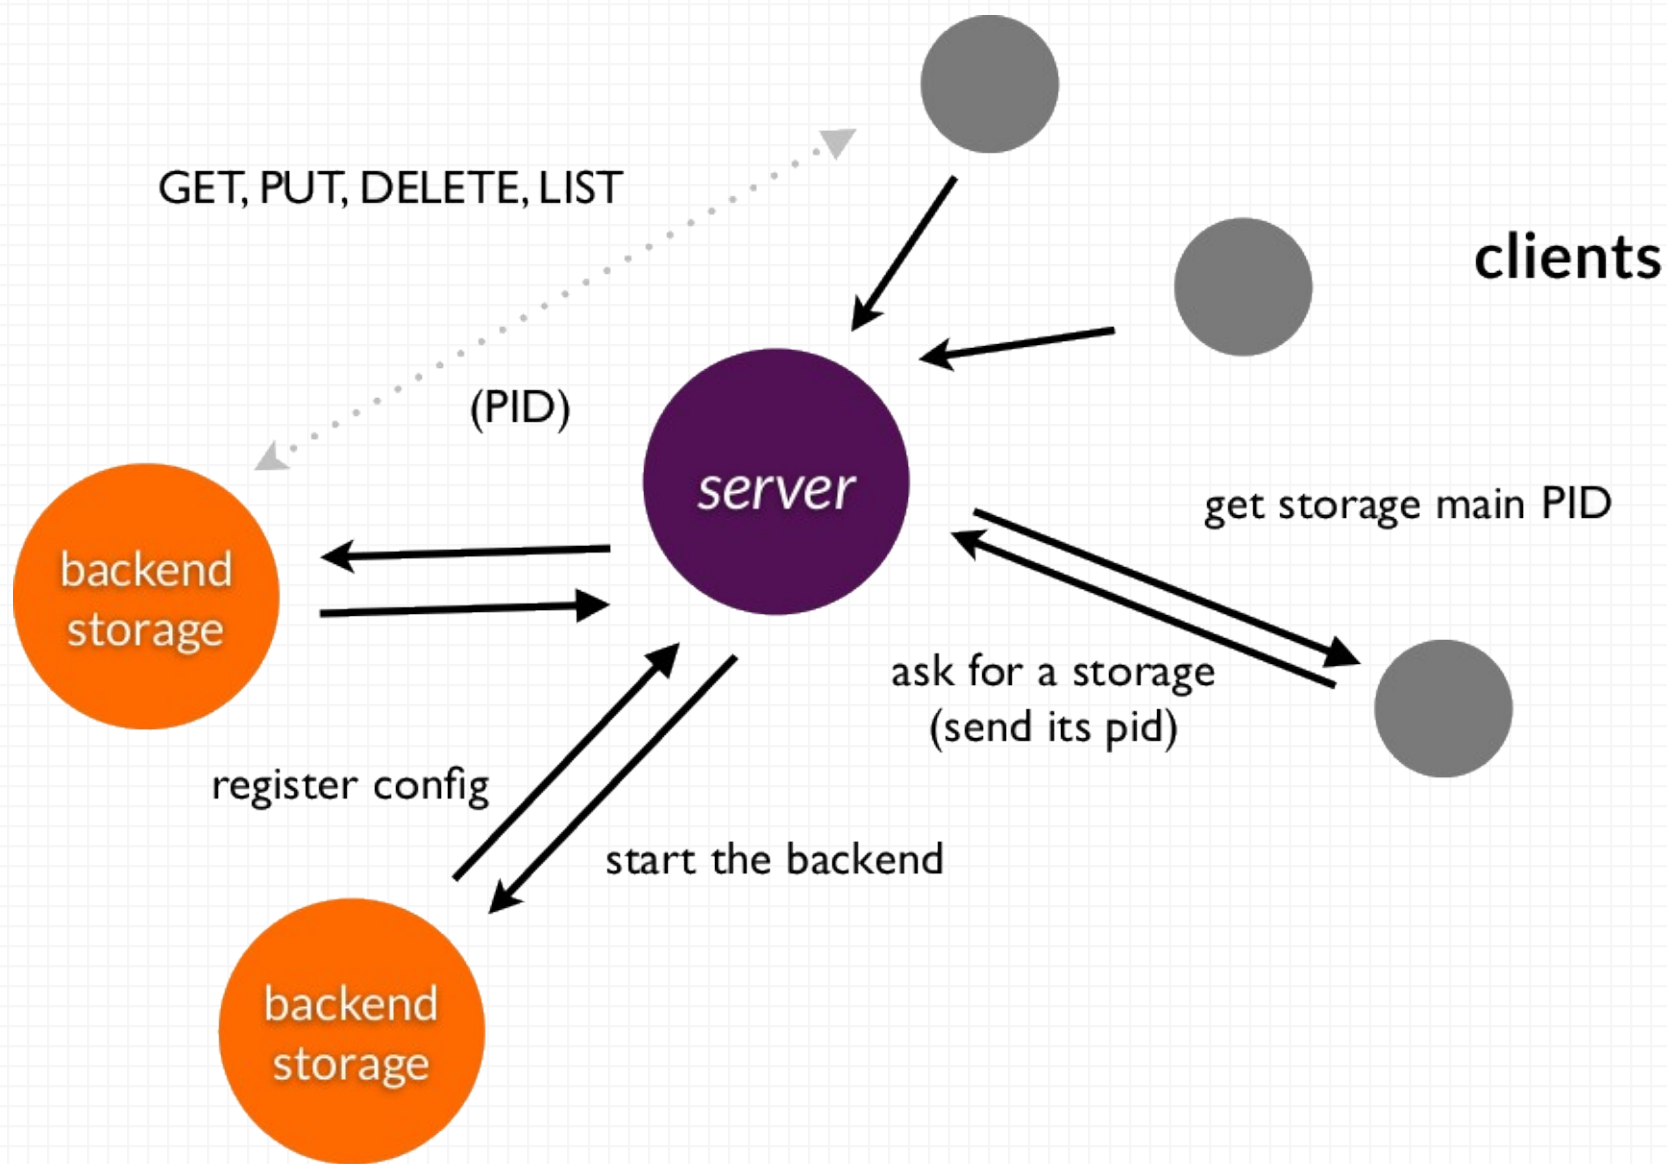 GET, PUT, DELETE, LIST
clients
(PID)
server
get storage main PID
backend
storage
ask for a storage
(send its pid)
register config
start the backend
backend
storage